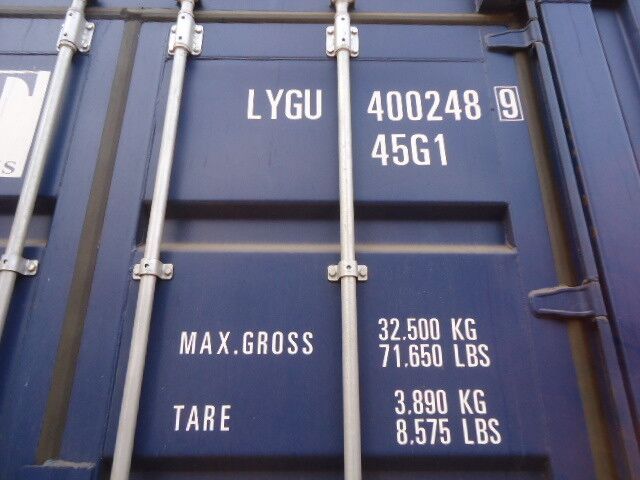 LYGU 400248 9
45G1
MAX.GROSS 32.500 KG
71,650 LBS
TARE 3,890 KG
8,575 LBS
S